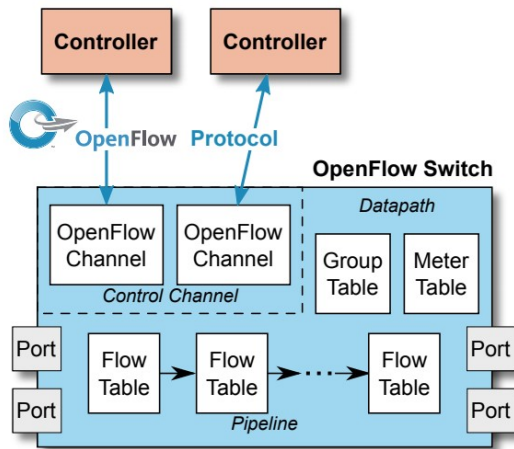 Controller
Controller
OpenFlow Protocol
OpenFlow Switch
Datapath
OpenFlow
Channel
OpenFlow
Channel
Control Channel
Group
Table
Meter
Table
Port
Port
Port
Port
Flow
Table
Flow
Table
...
Flow
Table
Pipeline